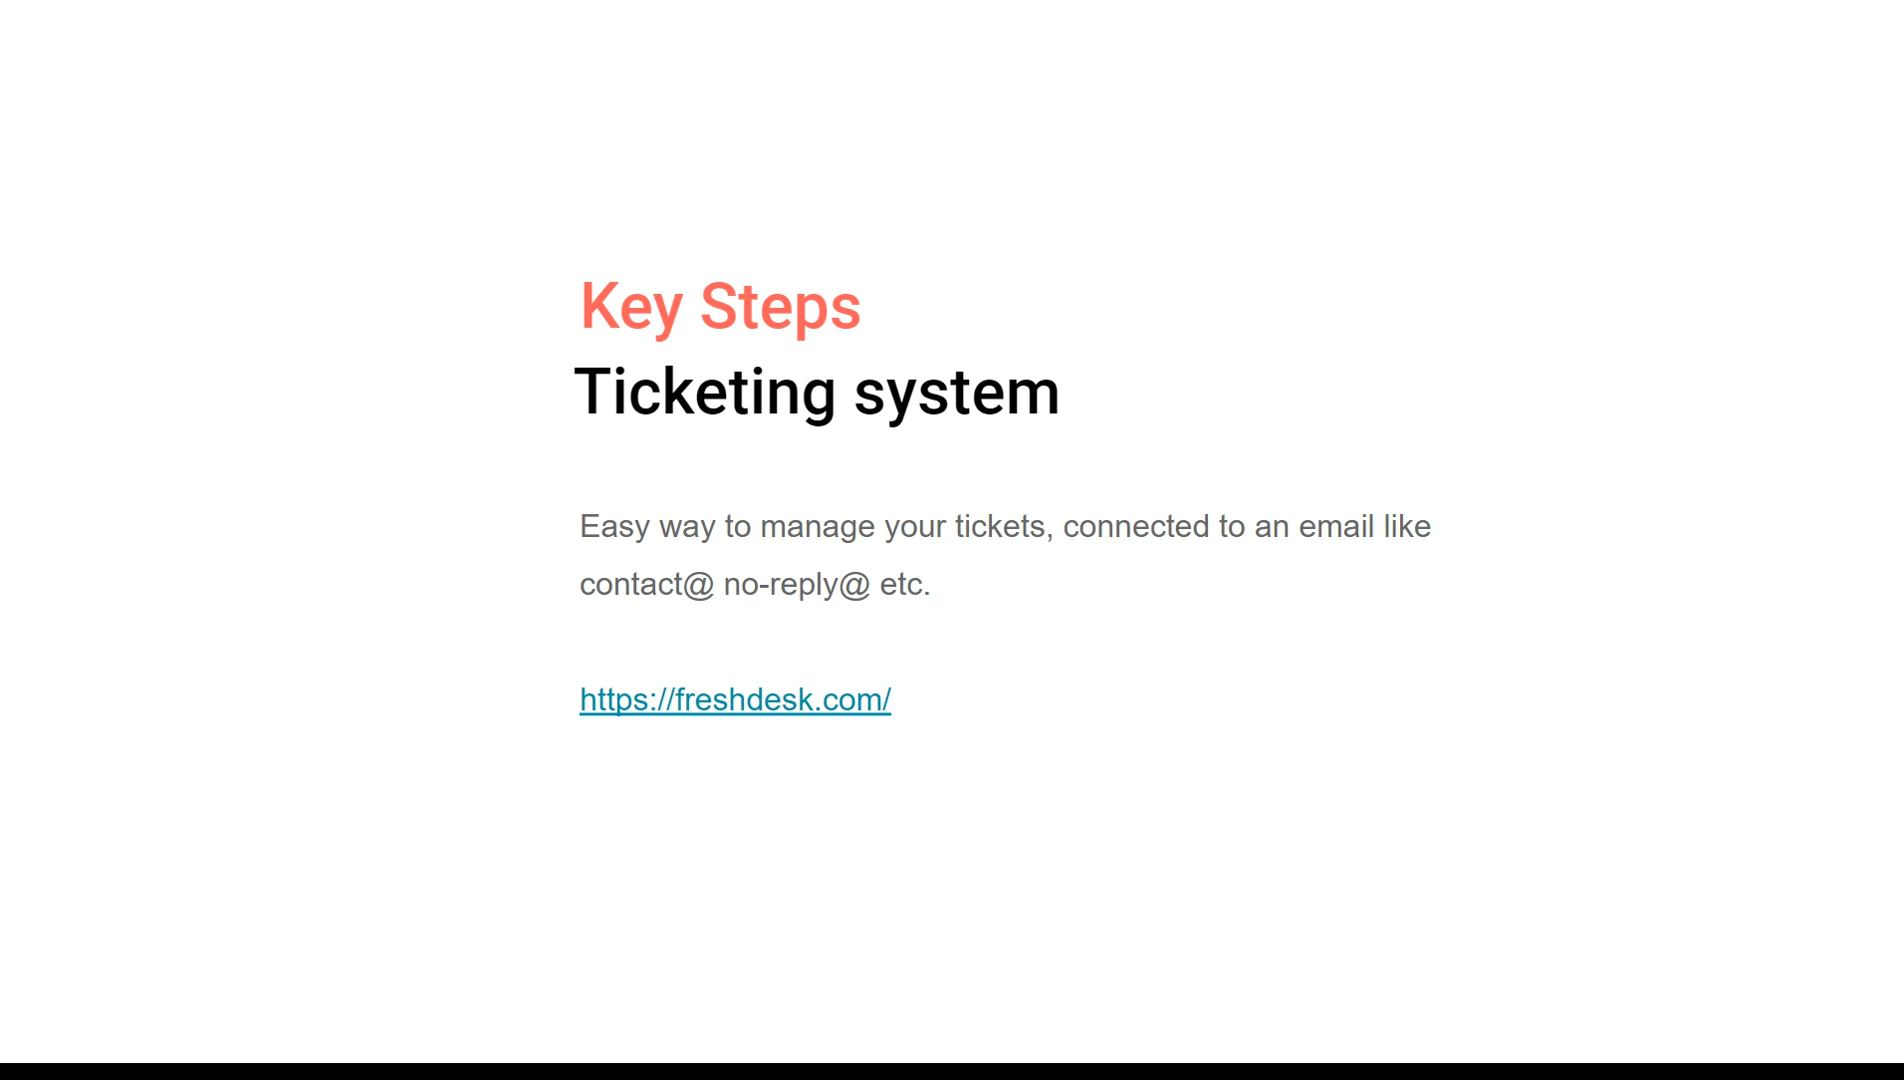 Key Steps
Ticketing system
Easy way to manage your tickets, connected to an email like
contact@ no-reply@ etc.
https://freshdesk.com/